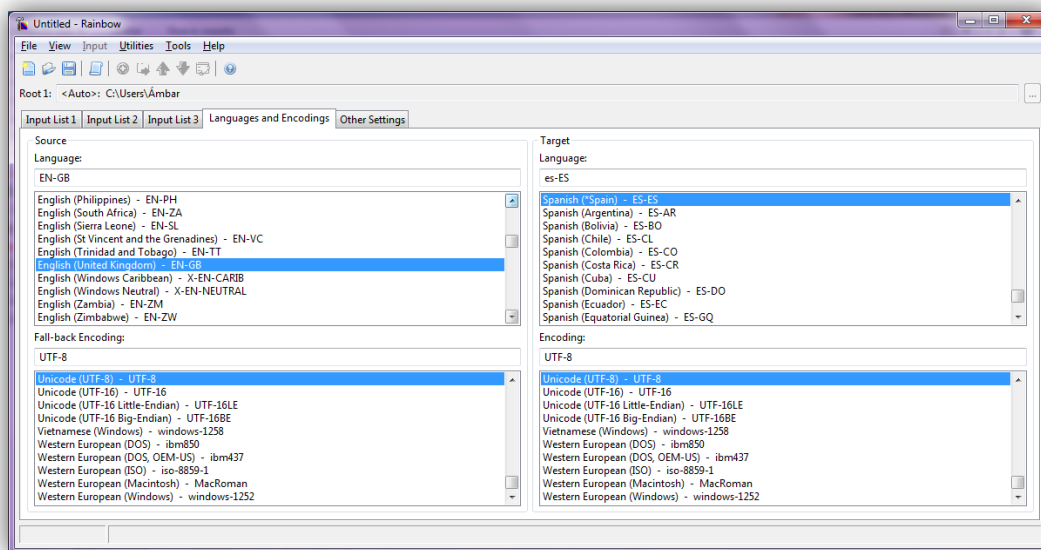 Untitled - Rainbow
File View Input Utilities Tools Help
Root 1: <Auto>: C:\Users\Ámbar
...
Input List 1 Input List 2 Input List 3 Languages and Encodings Other Settings
Source
Language:
EN-GB
English (Philippines) - EN-PH
English (South Africa) - EN-ZA
English (Sierra Leone) - EN-SL
English (St Vincent and the Grenadines) - EN-VC
English (Trinidad and Tobago) - EN-TT
English (United Kingdom) - EN-GB
English (Windows Caribbean) - X-EN-CARIB
English (Windows Neutral) - X-EN-NEUTRAL
English (Zambia) - EN-ZM
English (Zimbabwe) - EN-ZW
Fall-back Encoding:
UTF-8
Unicode (UTF-8) - UTF-8
Unicode (UTF-16) - UTF-16
Unicode (UTF-16 Little-Endian) - UTF-16LE
Unicode (UTF-16 Big-Endian) - UTF-16BE
Vietnamese (Windows) - windows-1258
Western European (DOS) - ibm850
Western European (DOS, OEM-US) - ibm437
Western European (ISO) - iso-8859-1
Western European (Macintosh) - MacRoman
Western European (Windows) - windows-1252
Target
Language:
es-ES
Spanish (*Spain) - ES-ES
Spanish (Argentina) - ES-AR
Spanish (Bolivia) - ES-BO
Spanish (Chile) - ES-CL
Spanish (Colombia) - ES-CO
Spanish (Costa Rica) - ES-CR
Spanish (Cuba) - ES-CU
Spanish (Dominican Republic) - ES-DO
Spanish (Ecuador) - ES-EC
Spanish (Equatorial Guinea) - ES-GQ
Encoding:
UTF-8
Unicode (UTF-8) - UTF-8
Unicode (UTF-16) - UTF-16
Unicode (UTF-16 Little-Endian) - UTF-16LE
Unicode (UTF-16 Big-Endian) - UTF-16BE
Vietnamese (Windows) - windows-1258
Western European (DOS) - ibm850
Western European (DOS, OEM-US) - ibm437
Western European (ISO) - iso-8859-1
Western European (Macintosh) - MacRoman
Western European (Windows) - windows-1252